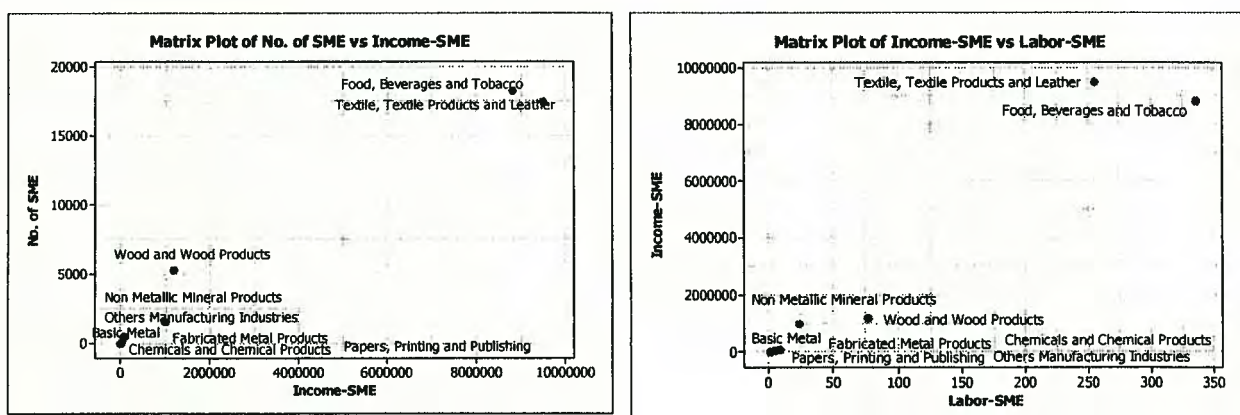 Matrix Plot of No. of SME vs Income-SME
20000
15000
10000
5000
0
No. of SME
Food, Beverages and Tobacco
Textile, Textile Products and Leather
Wood and Wood Products
Non Metallic Mineral Products
Others Manufacturing Industries
Basic Metal
Fabricated Metal Products
Chemicals and Chemical Products
Papers, Printing and Publishing
0 2000000 4000000 6000000 8000000 10000000
Income-SME
Matrix Plot of Income-SME vs Labor-SME
10000000
8000000
6000000
4000000
2000000
0
Income-SME
Textile, Textile Products and Leather
Food, Beverages and Tobacco
Non Metallic Mineral Products
Wood and Wood Products
Basic Metal
Fabricated Metal Products
Chemicals and Chemical Products
Papers, Printing and Publishing
Others Manufacturing Industries
0 50 100 150 200 250 300 350
Labor-SME